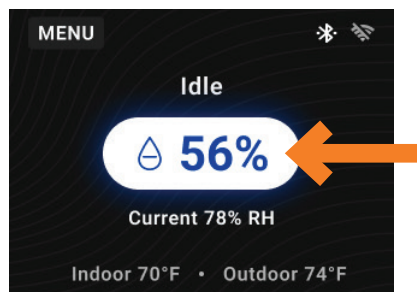 MENU
Idle
56%
Current 78% RH
Indoor 70°F • Outdoor 74°F